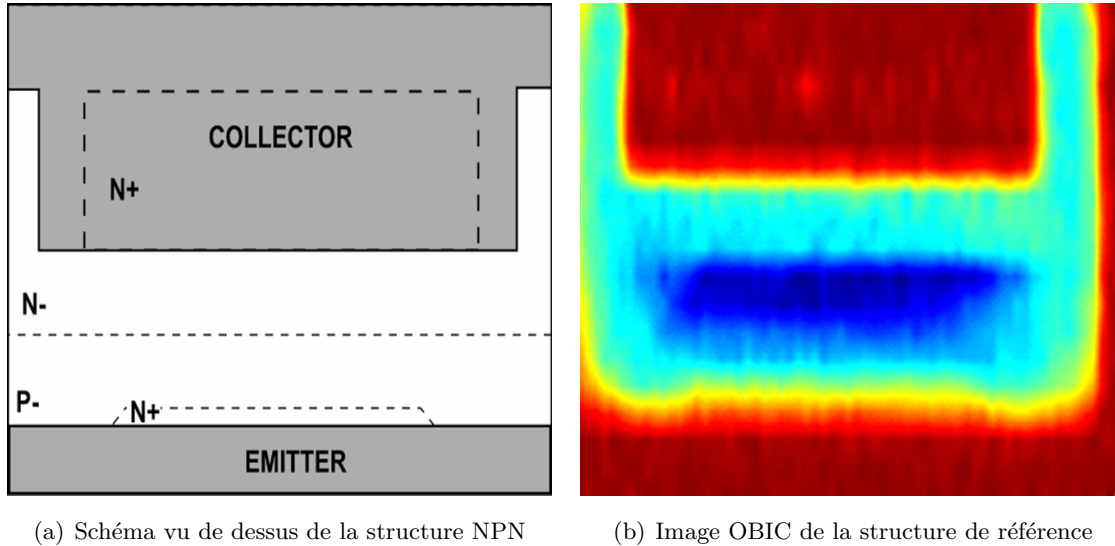 COLLECTOR
N+
N-
P-
N+
EMITTER
(a) Schéma vu de dessus de la structure NPN
(b) Image OBIC de la structure de référence